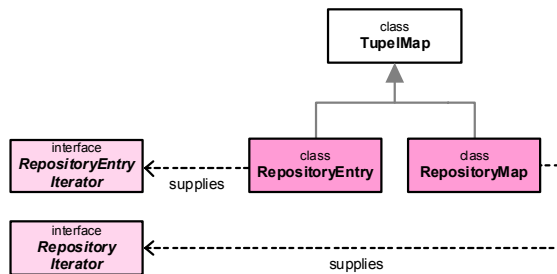 class
TupelMap
interface
RepositoryEntry
Iterator
supplies
class
RepositoryEntry
class
RepositoryMap
interface
Repository
Iterator
supplies